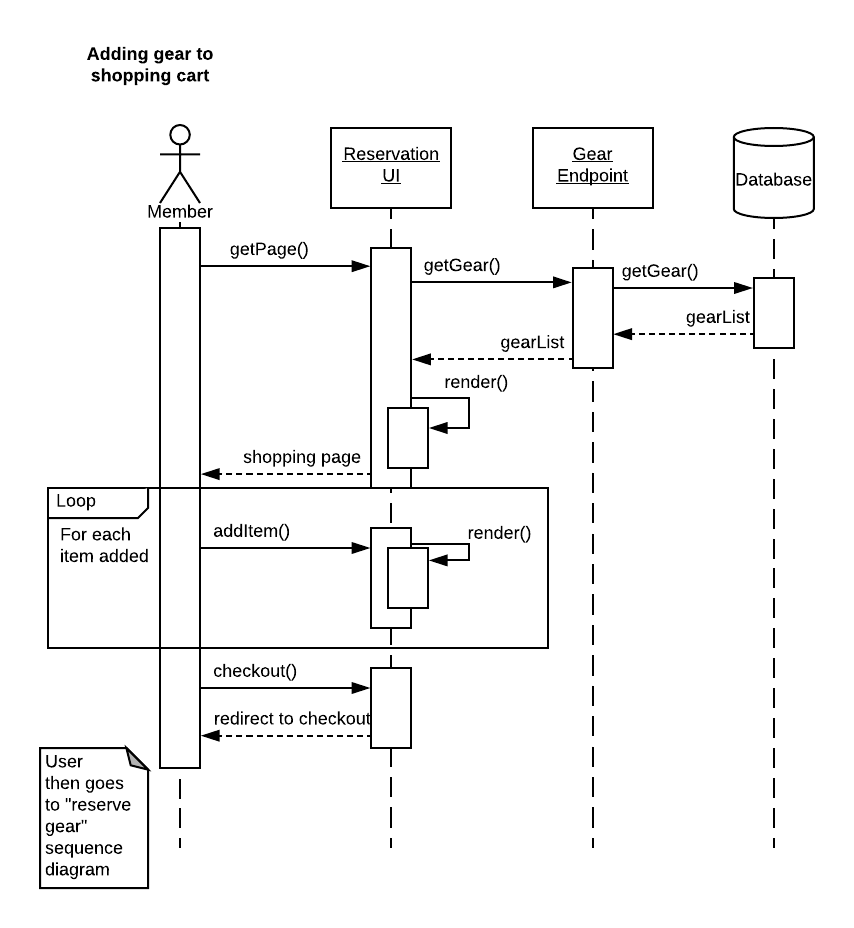 Adding gear to
shopping cart
Member
Reservation
UI
Gear
Endpoint
Database
getPage()
getGear()
getGear()
gearList
gearList
render()
shopping page
Loop
For each
item added
addItem()
render()
checkout()
redirect to checkout
User
then goes
to "reserve
gear"
sequence
diagram